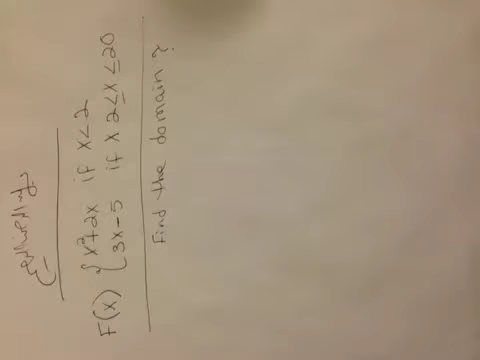 F(x) { x²+2x if x<2
3x-5 if x 2≤x≤20
Find the domain?